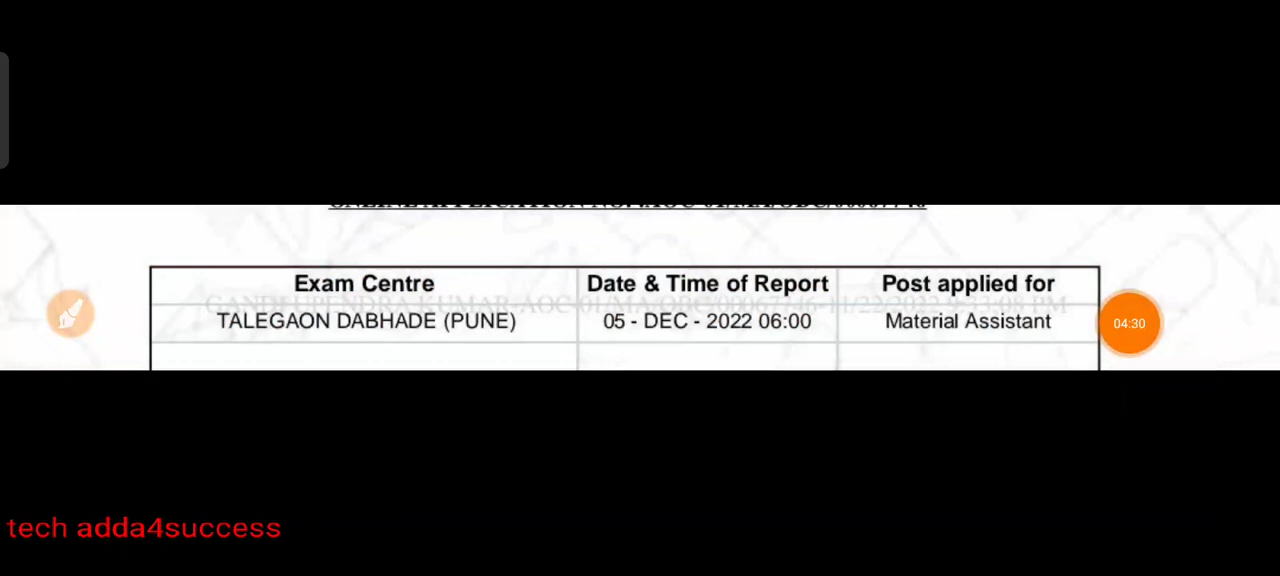 Exam Centre Date & Time of Report Post applied for
TALEGAON DABHADE (PUNE) 05 - DEC - 2022 06:00 Material Assistant
04:30
tech adda4success